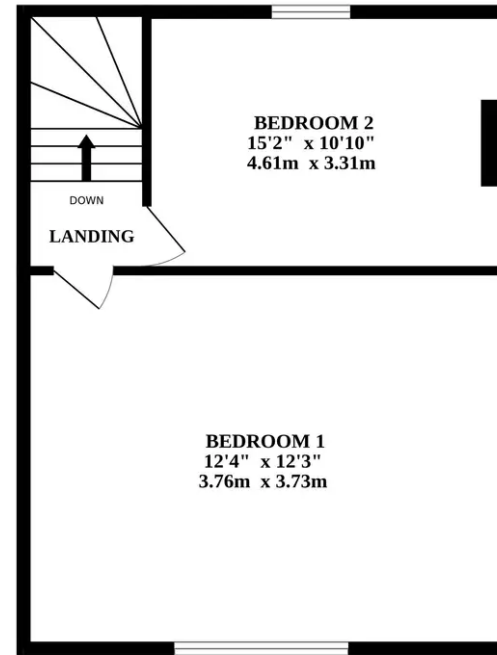 BEDROOM 2
15'2" x 10'10"
4.61m x 3.31m
DOWN
LANDING
BEDROOM 1
12'4" x 12'3"
3.76m x 3.73m